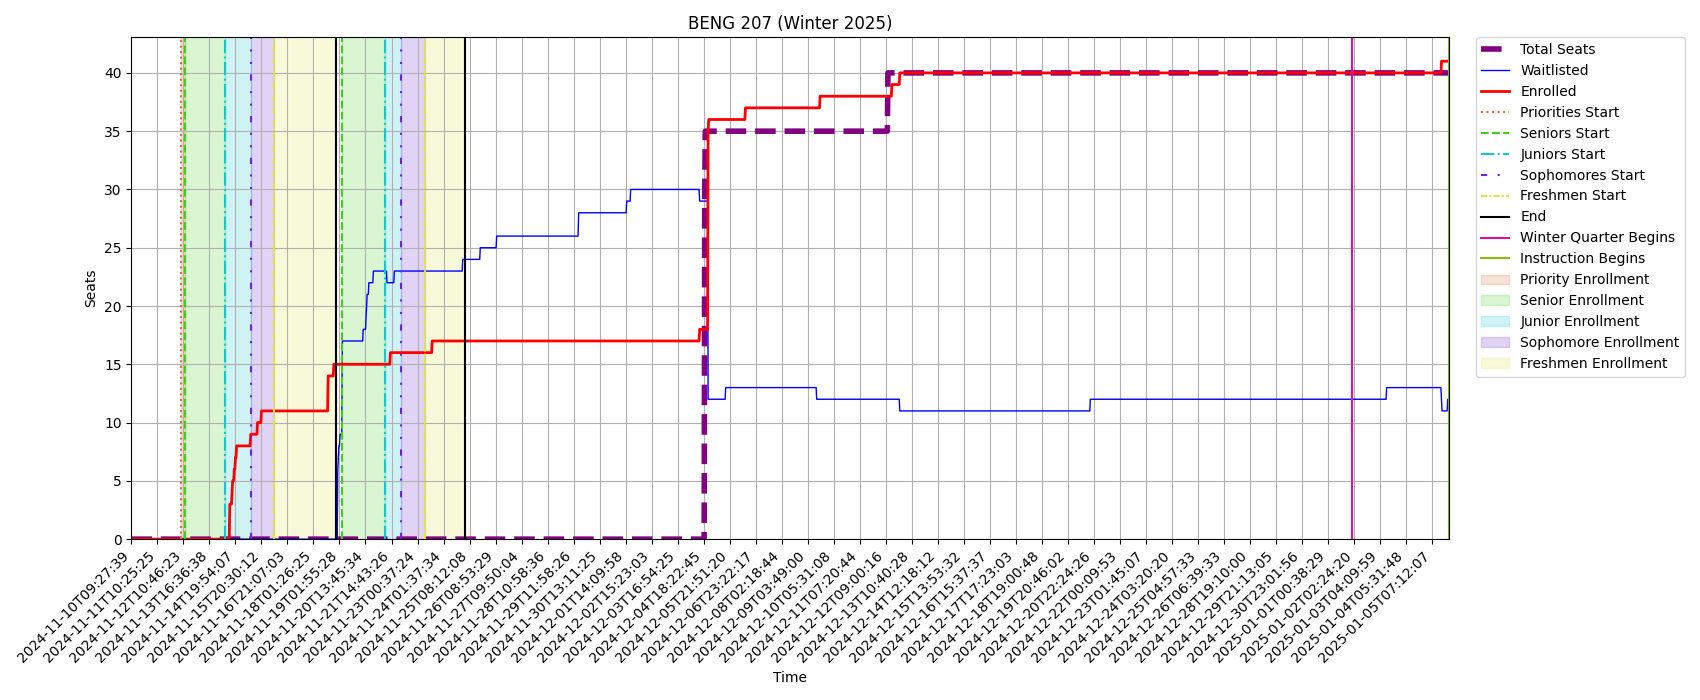 BENG 207 (Winter 2025)
Seats
40
35
30
25
20
15
10
5
0
2024-11-10T09:27:39
2024-11-11T10:25:25
2024-11-12T10:46:23
2024-11-13T16:36:38
2024-11-14T19:54:07
2024-11-15T20:30:12
2024-11-16T21:07:03
2024-11-18T01:26:25
2024-11-19T01:55:28
2024-11-20T13:45:34
2024-11-21T14:43:26
2024-11-24T00:37:24
2024-11-24T01:37:34
2024-11-25T08:12:08
2024-11-26T08:53:29
2024-11-27T09:50:04
2024-11-28T10:58:36
2024-11-29T11:58:26
2024-11-30T13:11:25
2024-12-01T14:09:58
2024-12-02T15:23:03
2024-12-03T16:54:25
2024-12-04T18:22:45
2024-12-05T21:51:20
2024-12-06T23:22:17
2024-12-08T02:18:44
2024-12-09T03:49:00
2024-12-10T05:31:08
2024-12-11T07:20:44
2024-12-12T09:00:16
2024-12-13T10:40:28
2024-12-14T12:18:12
2024-12-15T13:53:32
2024-12-16T15:37:37
2024-12-17T17:23:03
2024-12-18T19:00:48
2024-12-19T20:46:02
2024-12-20T22:24:26
2024-12-22T00:09:53
2024-12-23T01:45:07
2024-12-24T03:20:20
2024-12-25T04:57:33
2024-12-26T06:39:33
2024-12-28T19:10:00
2024-12-29T21:13:05
2024-12-30T23:01:56
2025-01-01T00:38:29
2025-01-02T02:24:20
2025-01-03T04:09:59
2025-01-04T05:31:48
2025-01-05T07:12:07
Time
Total Seats
Waitlisted
Enrolled
Priorities Start
Seniors Start
Juniors Start
Sophomores Start
Freshmen Start
End
Winter Quarter Begins
Instruction Begins
Priority Enrollment
Senior Enrollment
Junior Enrollment
Sophomore Enrollment
Freshmen Enrollment